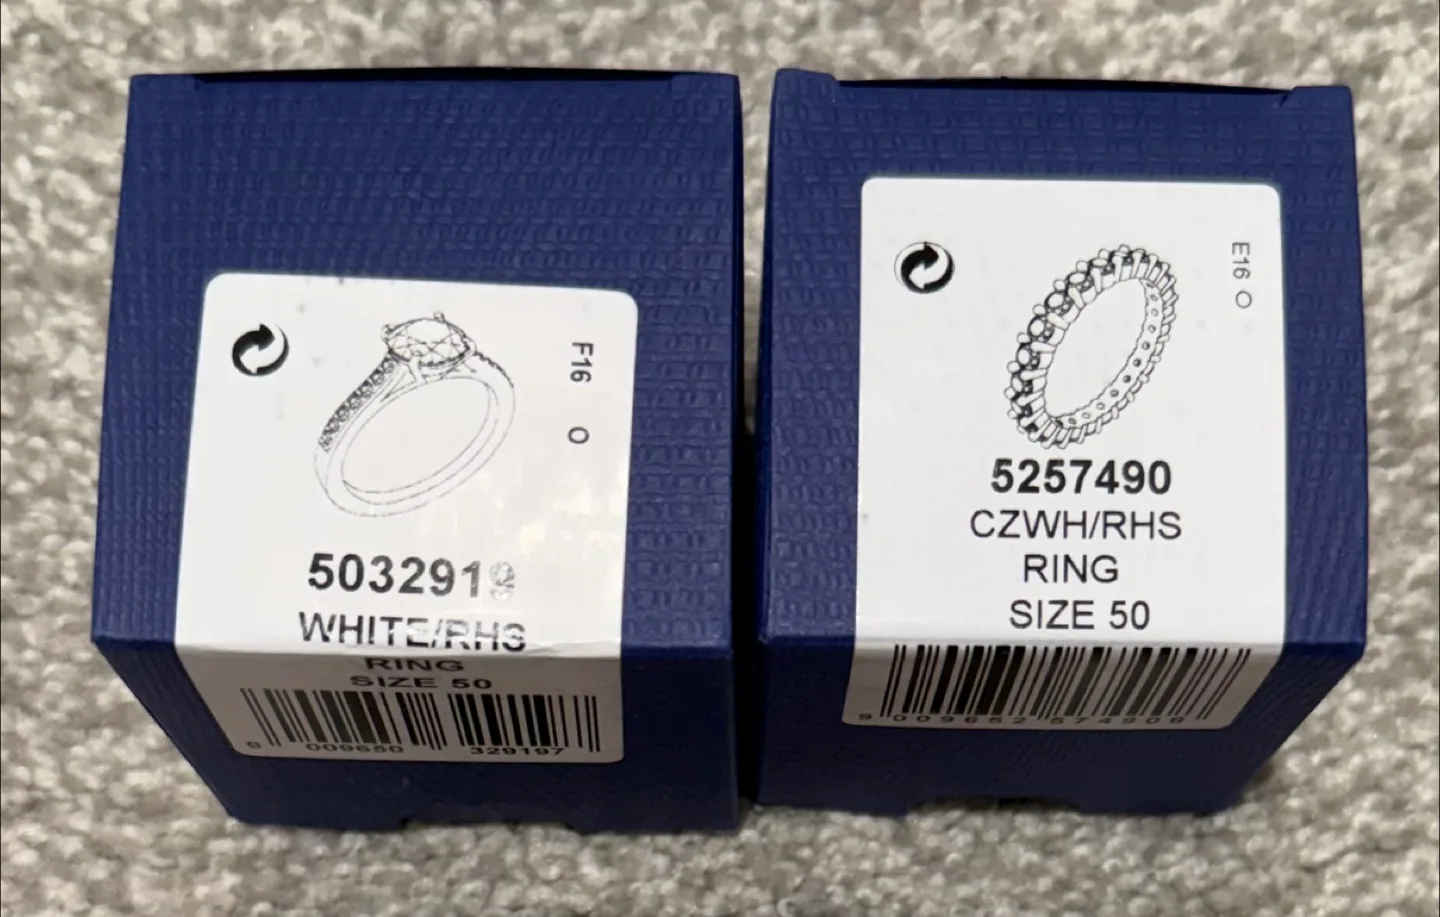 F16 O
5032919
WHITE/RHS
RING
SIZE 50
9 009650 329197
E16 O
5257490
CZWH/RHS
RING
SIZE 50
9 009652 574908